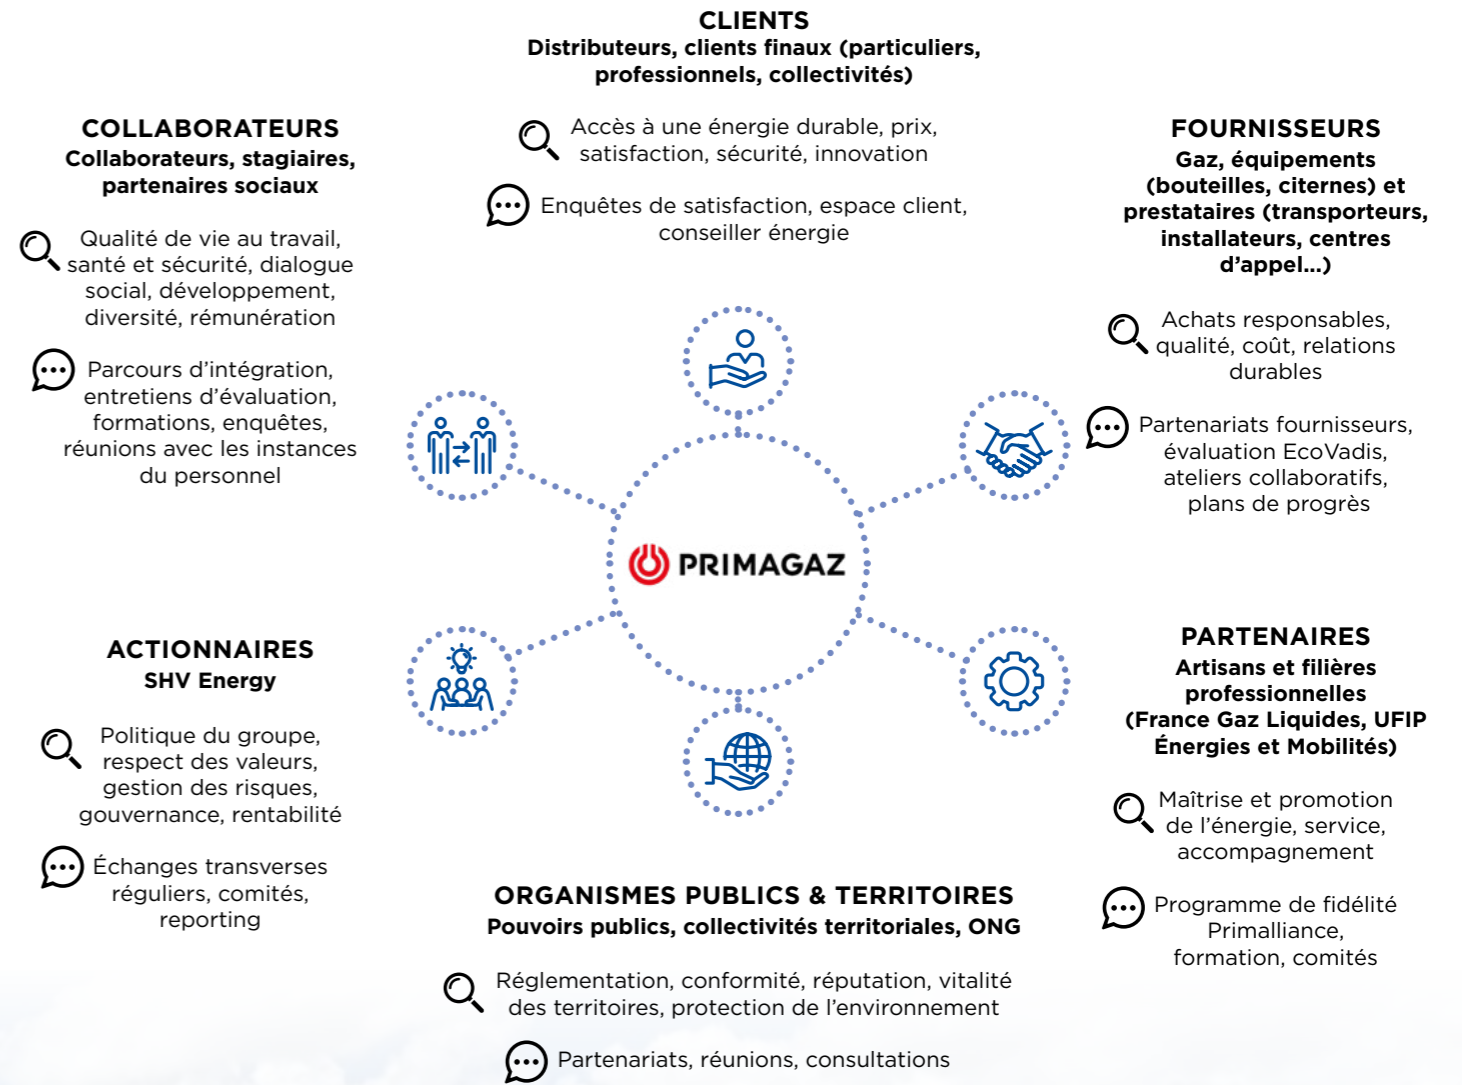 CLIENTS
Distributeurs, clients finaux (particuliers,
professionnels, collectivités)
Accès à une énergie durable, prix,
satisfaction, sécurité, innovation
Enquêtes de satisfaction, espace client,
conseiller énergie
COLLABORATEURS
Collaborateurs, stagiaires,
partenaires sociaux
Qualité de vie au travail,
santé et sécurité, dialogue
social, développement,
diversité, rémunération
Parcours d’intégration,
entretiens d’évaluation,
formations, enquêtes,
réunions avec les instances
du personnel
FOURNISSEURS
Gaz, équipements
(bouteilles, citernes) et
prestataires (transporteurs,
installateurs, centres
d’appel...)
Achats responsables,
qualité, coût, relations
durables
Partenariats fournisseurs,
évaluation EcoVadis,
ateliers collaboratifs,
plans de progrès
PRIMAGAZ
ACTIONNAIRES
SHV Energy
Politique du groupe,
respect des valeurs,
gestion des risques,
gouvernance, rentabilité
Échanges transverses
réguliers, comités,
reporting
PARTENAIRES
Artisans et filières
professionnelles
(France Gaz Liquides, UFIP
Énergies et Mobilités)
Maîtrise et promotion
de l’énergie, service,
accompagnement
Programme de fidélité
Primalliance,
formation, comités
ORGANISMES PUBLICS & TERRITOIRES
Pouvoirs publics, collectivités territoriales, ONG
Réglementation, conformité, réputation, vitalité
des territoires, protection de l’environnement
Partenariats, réunions, consultations